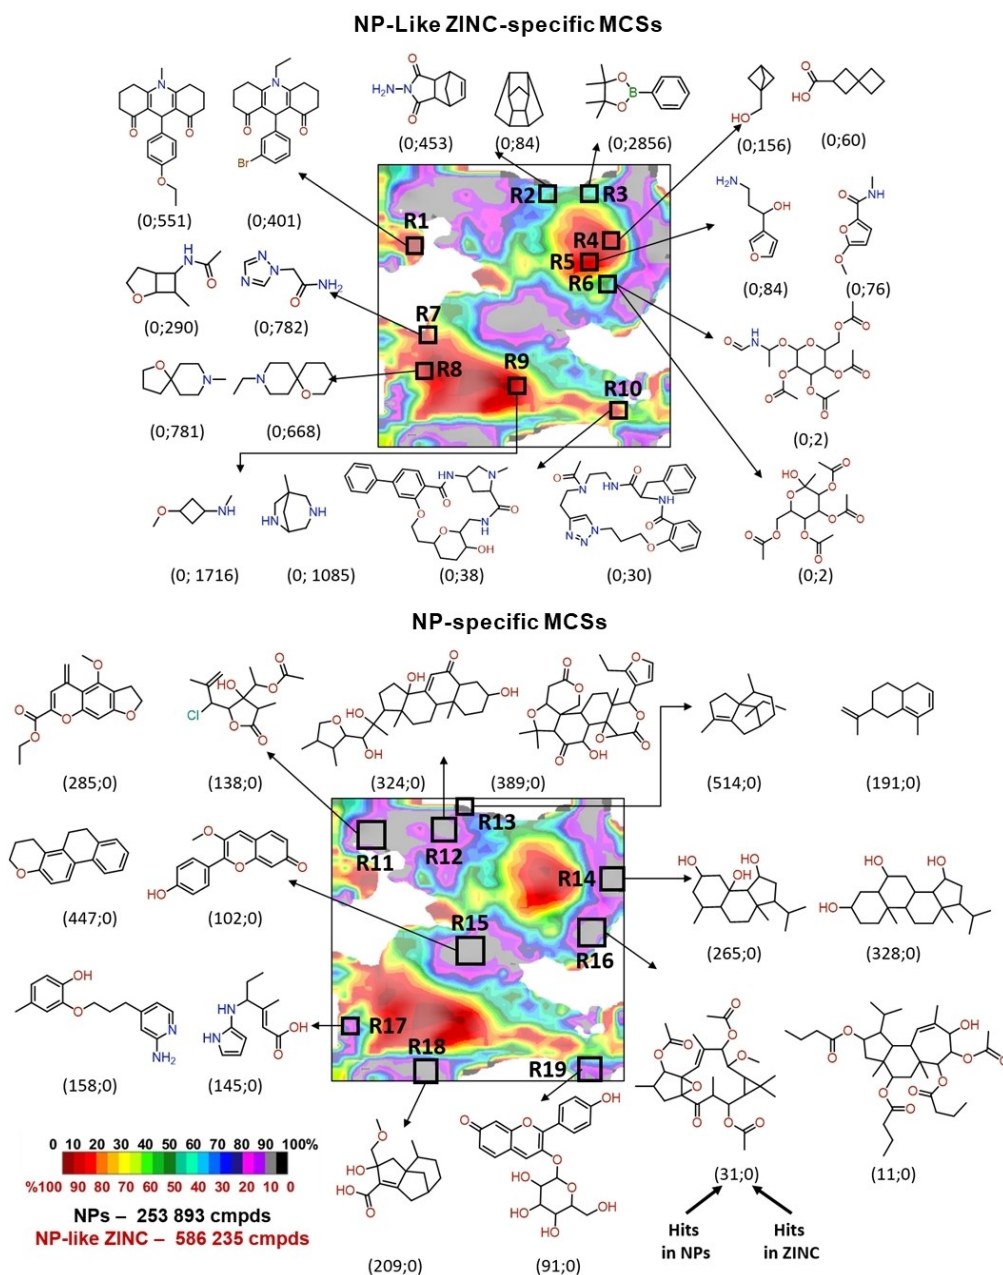 NP-Like ZINC-specific MCSs
(0;551)
(0;401)
(0;453)
(0;84)
(0;2856)
(0;156)
(0;60)
R1
R2
R3
R4
R5
R6
R7
R8
R9
R10
(0;290)
(0;782)
(0;84)
(0;76)
(0;781)
(0;668)
(0;2)
(0; 1716)
(0; 1085)
(0;38)
(0;30)
(0;2)
NP-specific MCSs
(285;0)
(138;0)
(324;0)
(389;0)
(514;0)
(191;0)
R11
R12
R13
R14
R15
R16
R17
R18
R19
(447;0)
(102;0)
(265;0)
(328;0)
(158;0)
(145;0)
0 10 20 30 40 50 60 70 80 90 100%
%100 90 80 70 60 50 40 30 20 10 0
NPs – 253 893 cmpds
NP-like ZINC – 586 235 cmpds
(209;0)
(91;0)
(31;0)
(11;0)
Hits in NPs
Hits in ZINC